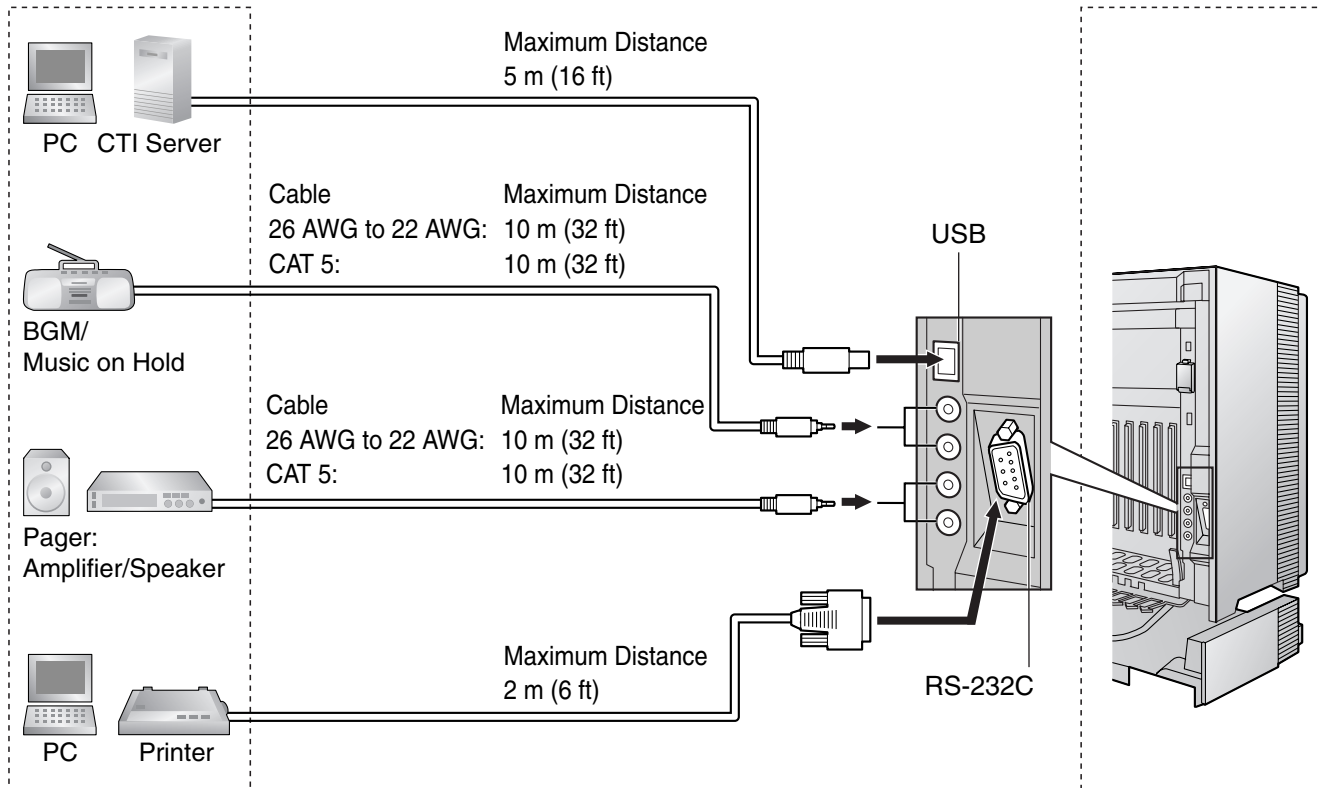 Maximum Distance
5 m (16 ft)
PC CTI Server
Cable Maximum Distance
26 AWG to 22 AWG: 10 m (32 ft)
CAT 5: 10 m (32 ft)
USB
BGM/
Music on Hold
Cable Maximum Distance
26 AWG to 22 AWG: 10 m (32 ft)
CAT 5: 10 m (32 ft)
Pager:
Amplifier/Speaker
Maximum Distance
2 m (6 ft)
RS-232C
PC Printer